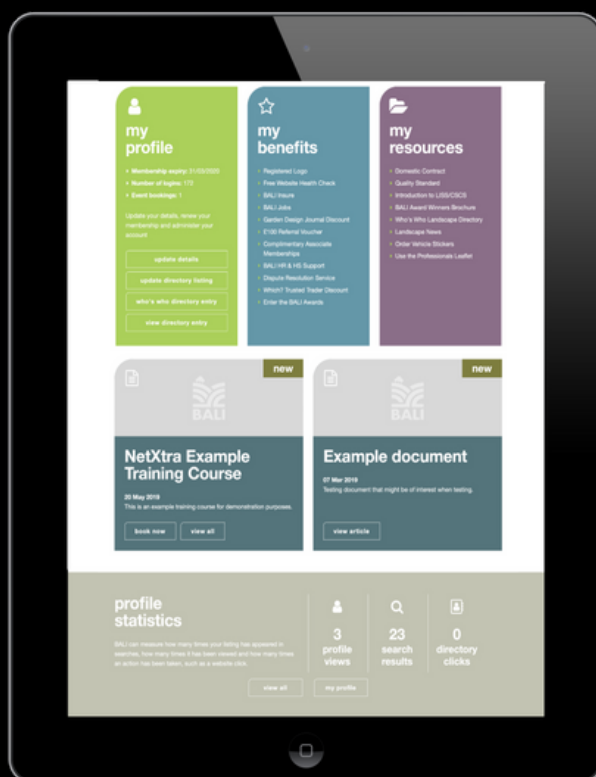 my
profile
Membership expiry: 31/03/2020
Number of logins: 172
Event bookings: 1
Update your details, renew your
membership and administer your
account
update details
update directory listing
who's who directory entry
view directory entry
my
benefits
Registered Logo
Free Website Health Check
BALI Insure
BALI Jobs
Garden Design Journal Discount
£100 Referral Voucher
Complimentary Associate
Memberships
BALI HR & HS Support
Dispute Resolution Service
Which? Trusted Trader Discount
Enter the BALI Awards
my
resources
Domestic Contract
Quality Standard
Introduction to LISS/CSCS
BALI Award Winners Brochure
Who's Who Landscape Directory
Landscape News
Order Vehicle Stickers
Use the Professionals Leaflet
new
BALI
NetXtra Example
Training Course
20 May 2019
This is an example training course for demonstration purposes.
book now
view all
new
BALI
Example document
07 Mar 2019
Testing document that might be of interest when testing.
view article
profile
statistics
BALI can measure how many times your listing has appeared in
searches, how many times it has been viewed and how many times
an action has been taken, such as a website click.
3
profile
views
23
search
results
0
directory
clicks
view all
my profile